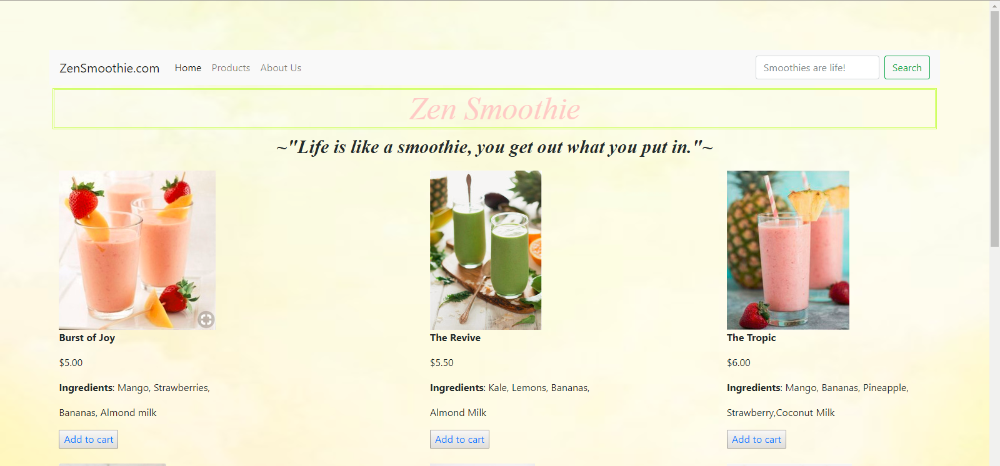 ZenSmoothie.com Home Products About Us Smoothies are life! Search
Zen Smoothie
~"Life is like a smoothie, you get out what you put in."~
Burst of Joy
$5.00
Ingredients: Mango, Strawberries,
Bananas, Almond milk
Add to cart
The Revive
$5.50
Ingredients: Kale, Lemons, Bananas,
Almond Milk
Add to cart
The Tropic
$6.00
Ingredients: Mango, Bananas, Pineapple,
Strawberry,Coconut Milk
Add to cart